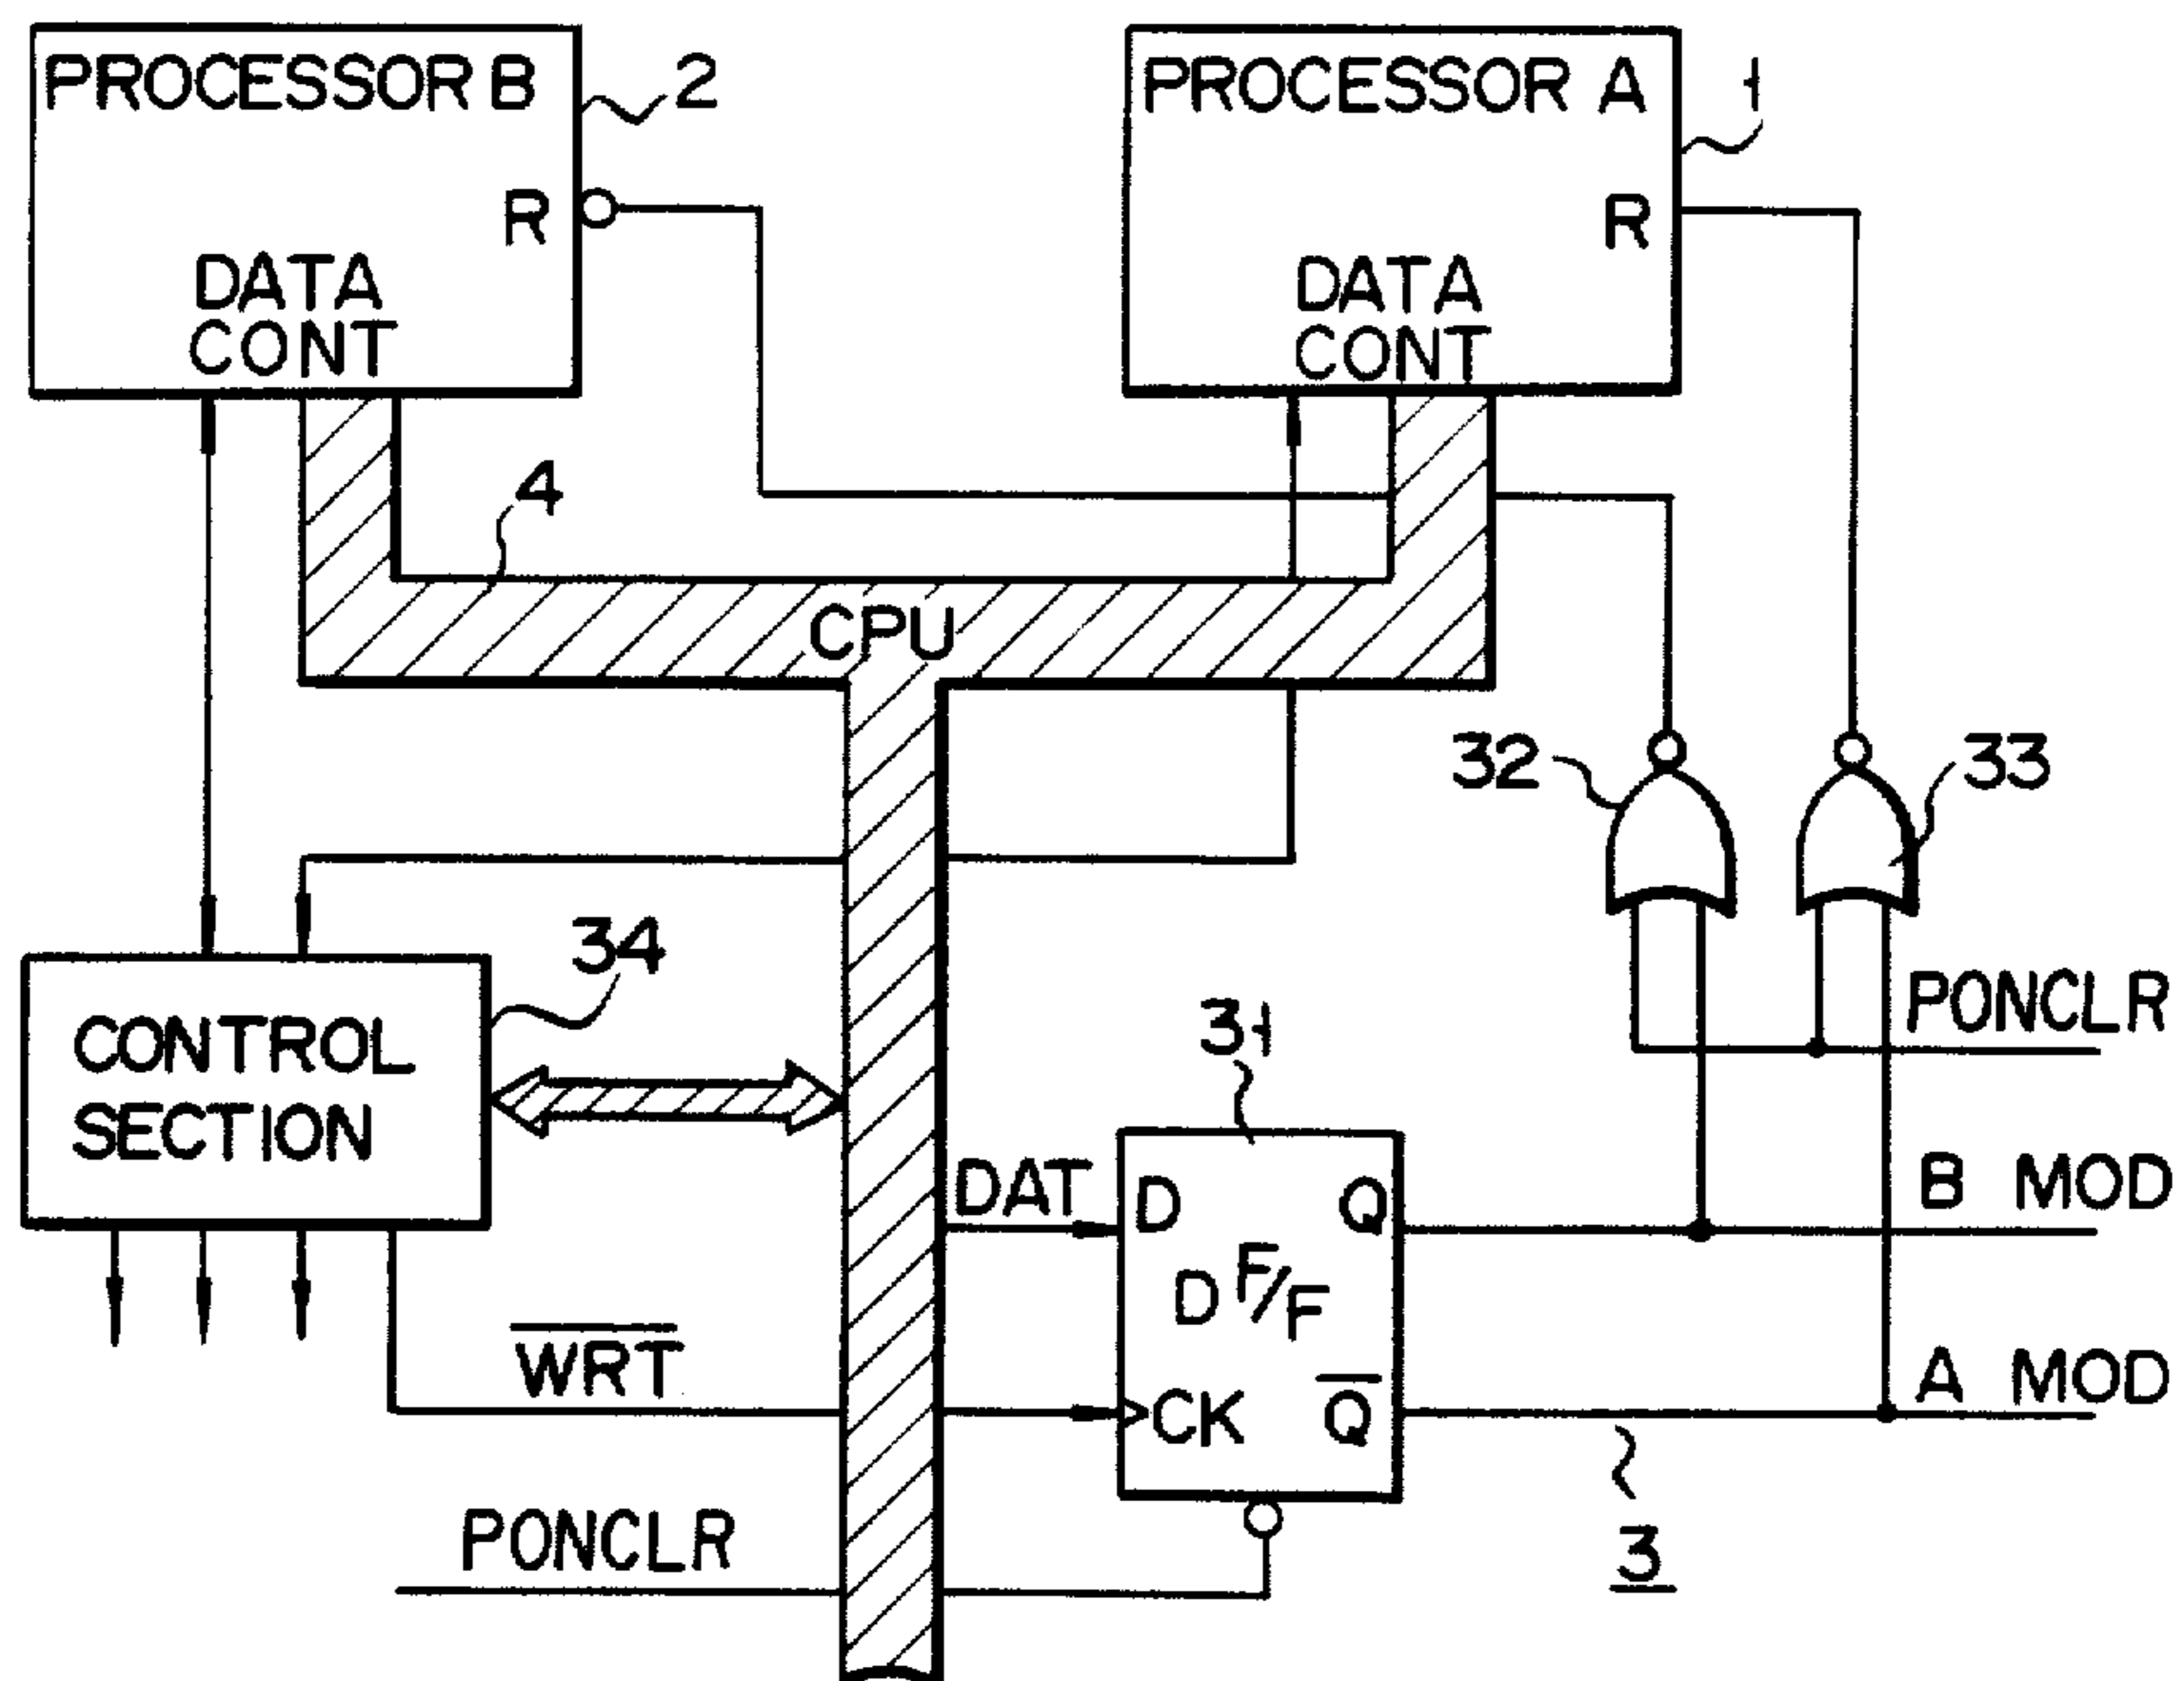 PROCESSOR B
2
R
DATA
CONT
PROCESSOR A
1
R
DATA
CONT
4
CPU
32
33
34
CONTROL
SECTION
PONCLR
31
DAT
D
Q
D F/F
B MOD
W̅R̅T̅
CK
Q̅
A MOD
PONCLR
3